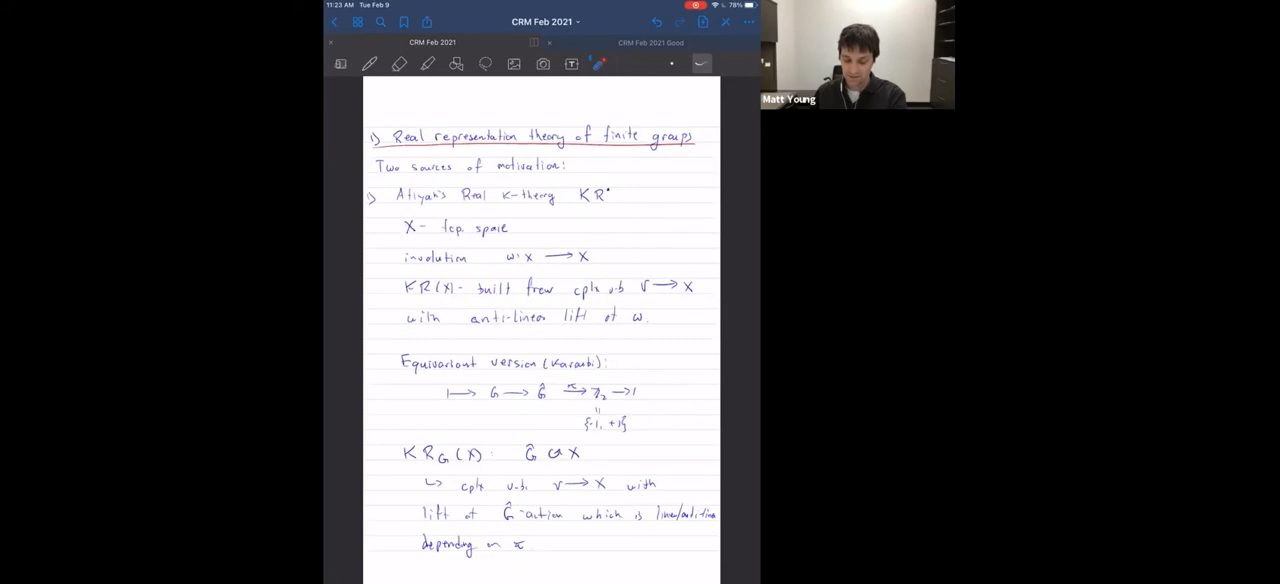 11:23 AM Tue Feb 9
78%
CRM Feb 2021
CRM Feb 2021
CRM Feb 2021 Good
Matt Young
1) Real representation theory of finite groups
Two sources of motivation:
1) Atiyah's Real K-theory KR•
X - top. space
involution ω: X ⟶ X
KR(X) - built from cplx v.b V ⟶ X
with anti-linear lift of ω.
Equivariant version (Karoubi):
1 ⟶ G ⟶ Ĝ ⟶π ℤ₂ ⟶ 1
=
{-1, +1}
KR_G(X): Ĝ ↻ X
↳ cplx v.b. V ⟶ X with
lift of Ĝ-action which is linear/anti-linear
depending on π